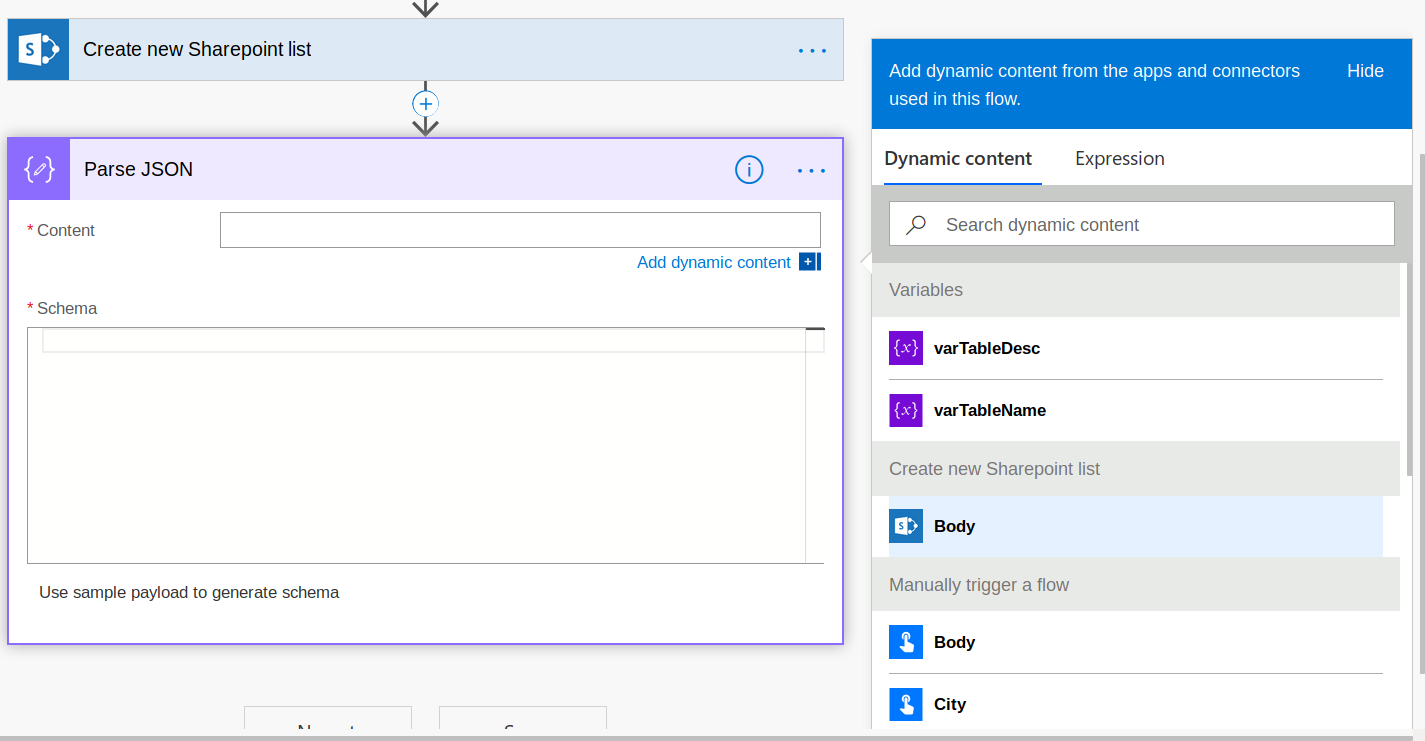 Create new Sharepoint list
Parse JSON
* Content
Add dynamic content
* Schema
Use sample payload to generate schema
Add dynamic content from the apps and connectors
used in this flow.
Hide
Dynamic content
Expression
Search dynamic content
Variables
{x} varTableDesc
{x} varTableName
Create new Sharepoint list
S Body
Manually trigger a flow
Body
City